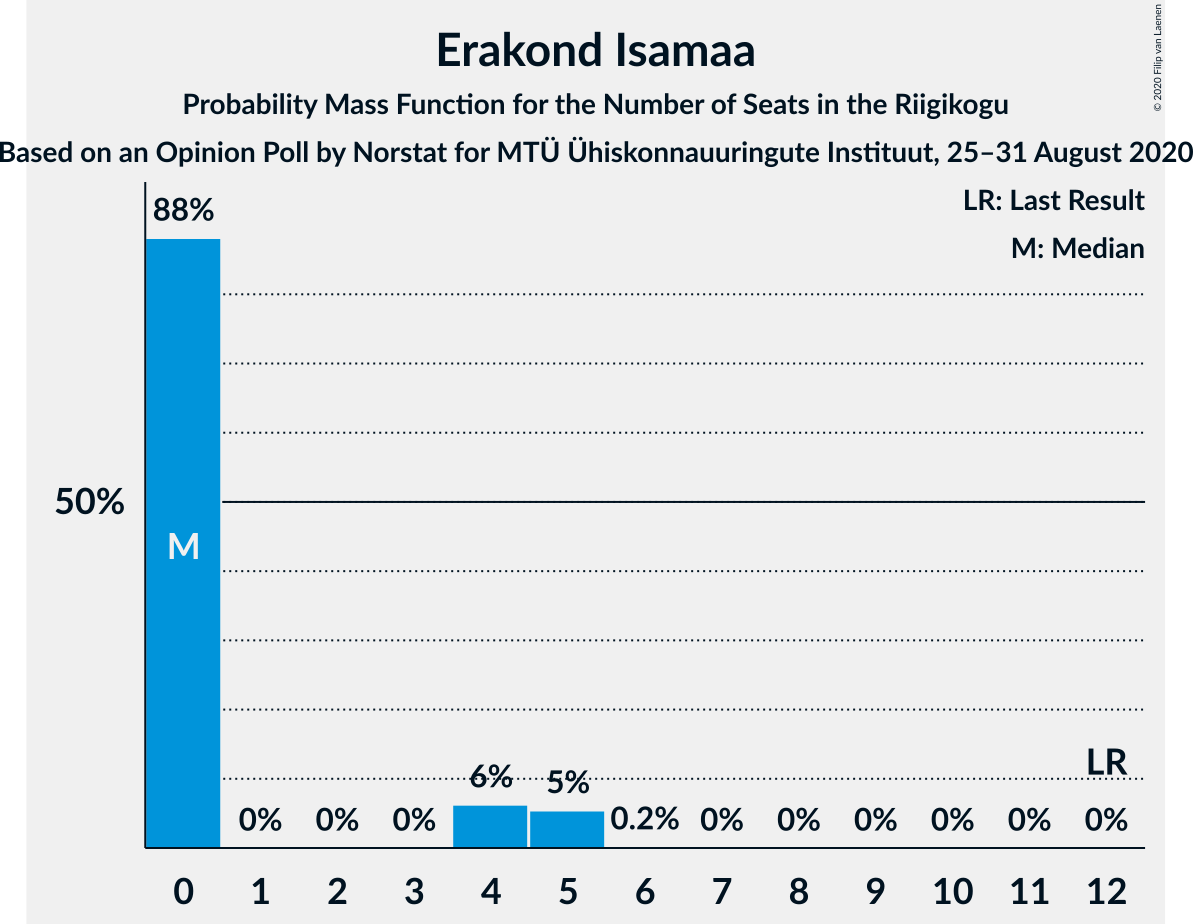 Erakond Isamaa
Probability Mass Function for the Number of Seats in the Riigikogu
Based on an Opinion Poll by Norstat for MTÜ Ühiskonnauuringute Instituut, 25–31 August 2020
© 2020 Filip van Laenen
LR: Last Result
M: Median
88%
50%
M
LR
6%
5%
0%
0%
0%
0.2%
0%
0%
0%
0%
0%
0%
0 1 2 3 4 5 6 7 8 9 10 11 12